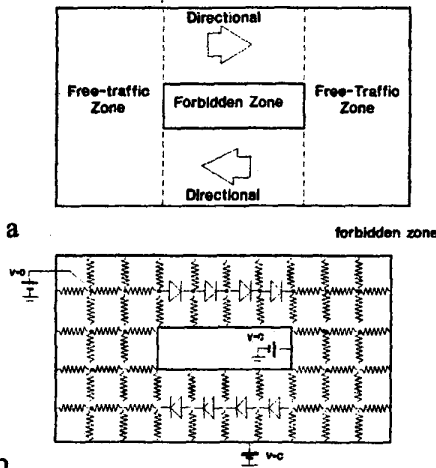 Directional
Free-traffic
Zone
Forbidden Zone
Free-Traffic
Zone
Directional
a
forbidden zone
V=0
V=C
V=C
b